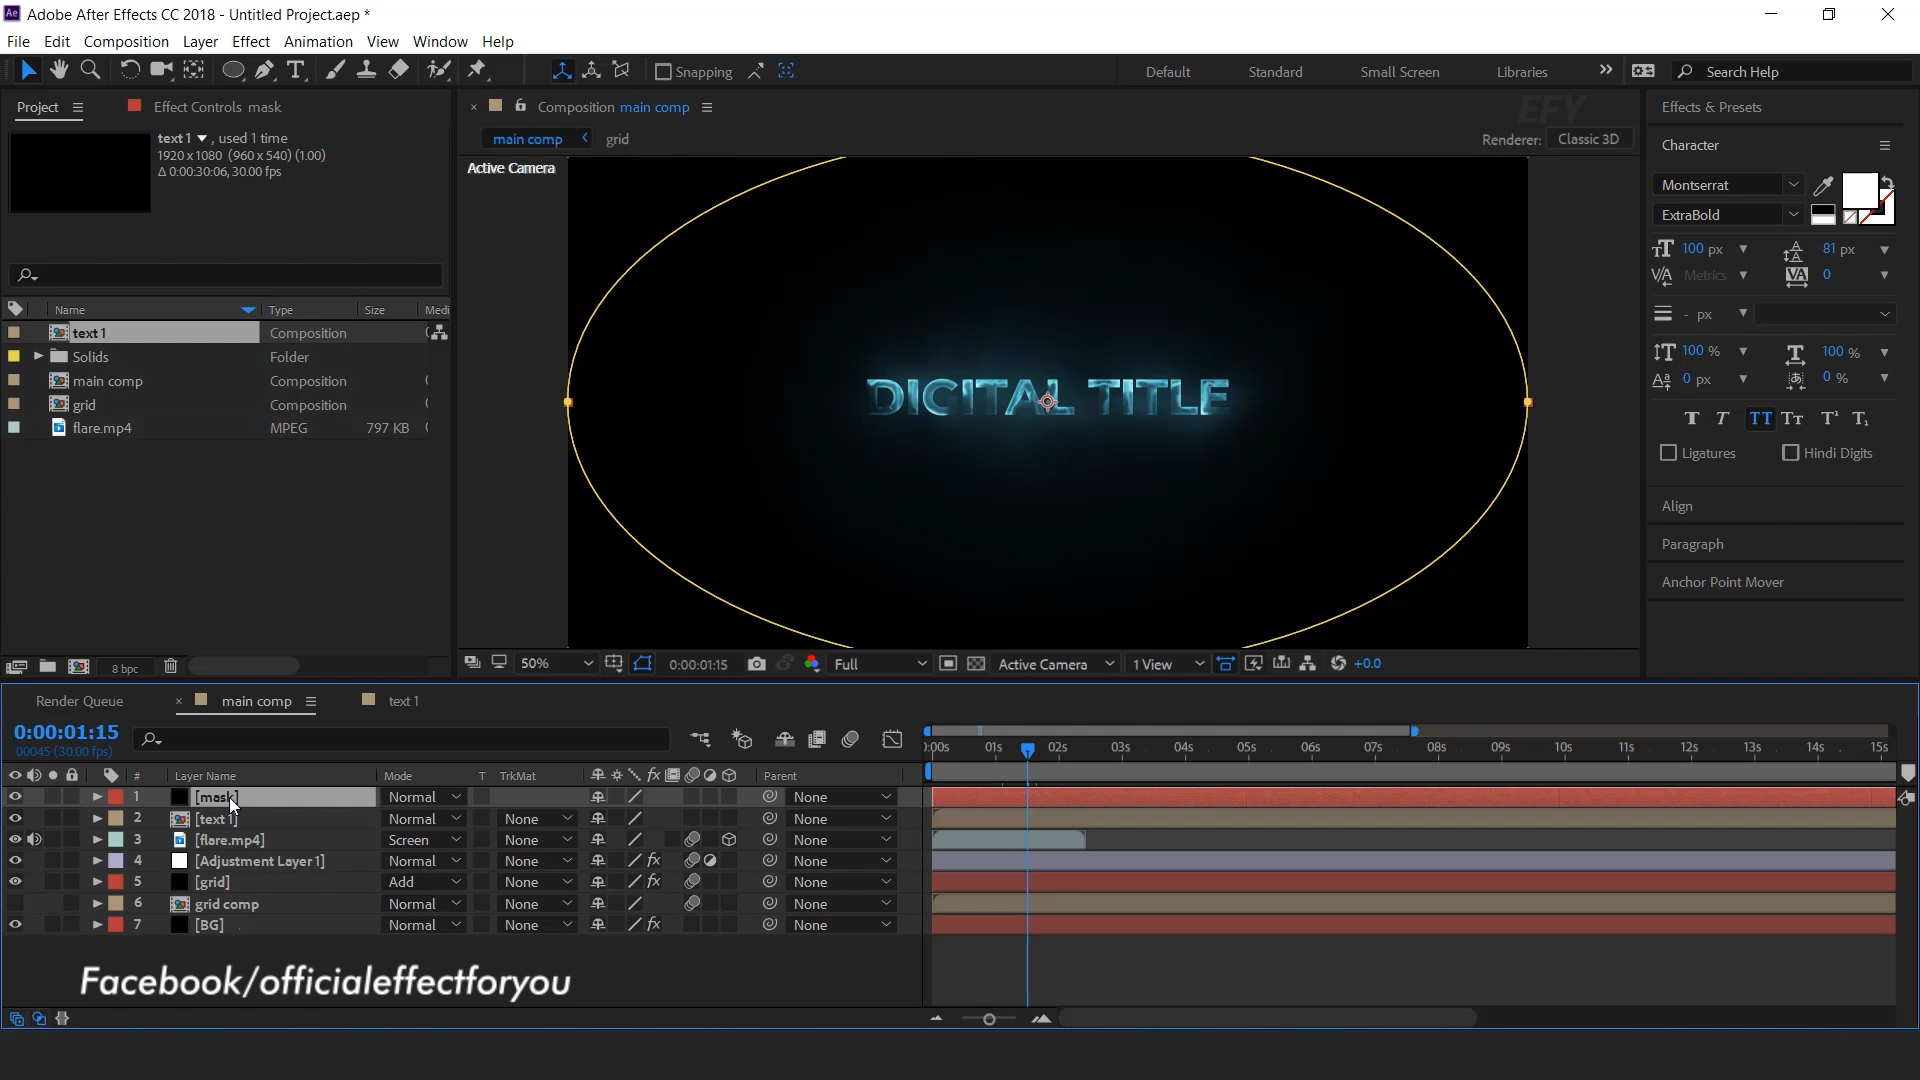 Adobe After Effects CC 2018 - Untitled Project.aep *
File Edit Composition Layer Effect Animation View Window Help
Snapping Default Standard Small Screen Libraries Search Help
Project Effect Controls mask
text 1 , used 1 time
1920 x 1080 (960 x 540) (1.00)
Δ 0:00:30:06, 30.00 fps
Name Type Size Medi
text 1 Composition
Solids Folder
main comp Composition
grid Composition
flare.mp4 MPEG 797 KB
8 bpc
Composition main comp
EFY
main comp grid
Renderer: Classic 3D
Active Camera
DIGITAL TITLE
50% 0:00:01:15 Full Active Camera 1 View +0.0
Effects & Presets
Character
Montserrat
ExtraBold
100 px 81 px
Metrics 0
- px
100 % 100 %
0 px 0 %
Ligatures Hindi Digits
Align
Paragraph
Anchor Point Mover
Render Queue main comp text 1
0:00:01:15
00045 (30.00 fps)
):00s 01s 02s 03s 04s 05s 06s 07s 08s 09s 10s 11s 12s 13s 14s 15s
# Layer Name Mode T TrkMat Parent
1 [mask] Normal None
2 [text 1] Normal None None
3 [flare.mp4] Screen None None
4 [Adjustment Layer 1] Normal None None
5 [grid] Add None None
6 grid comp Normal None None
7 [BG] Normal None None
Facebook/officialeffectforyou